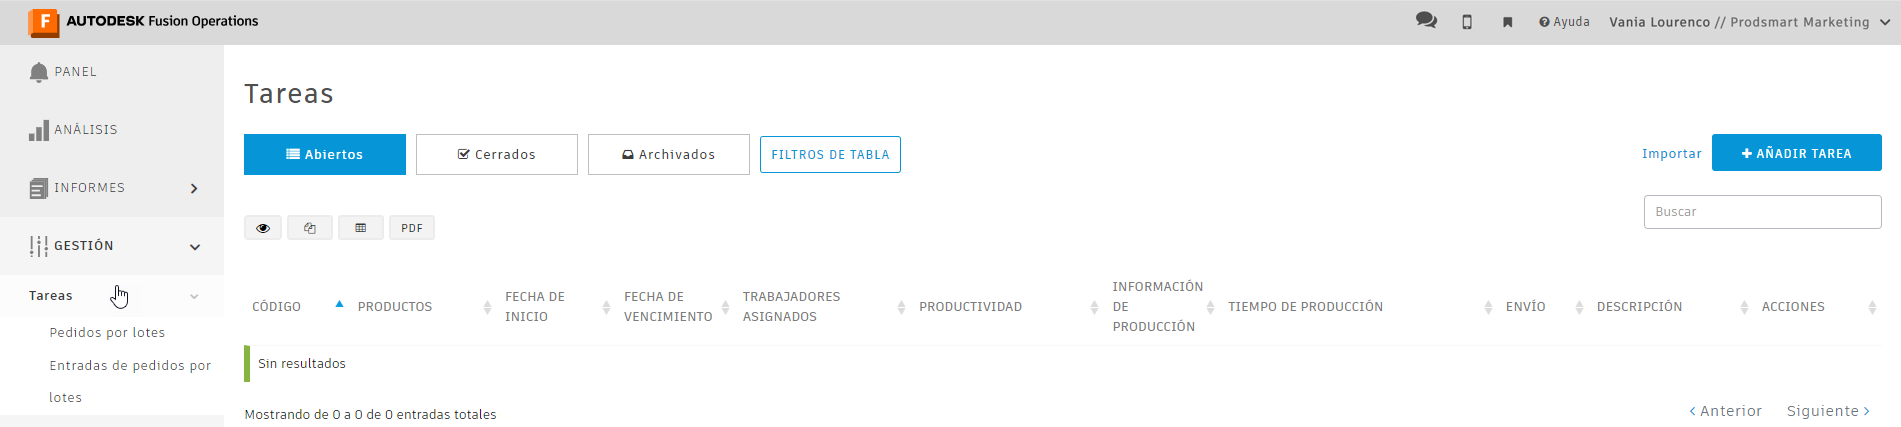 F AUTODESK Fusion Operations
Ayuda Vania Lourenco // Prodsmart Marketing
PANEL
ANÁLISIS
INFORMES
GESTIÓN
Tareas
Pedidos por lotes
Entradas de pedidos por
lotes
Tareas
Abiertos Cerrados Archivados FILTROS DE TABLA
Importar + AÑADIR TAREA
Buscar
PDF
CÓDIGO
PRODUCTOS
FECHA DE
INICIO
FECHA DE
VENCIMIENTO
TRABAJADORES
ASIGNADOS
PRODUCTIVIDAD
INFORMACIÓN
DE
PRODUCCIÓN
TIEMPO DE PRODUCCIÓN
ENVÍO
DESCRIPCIÓN
ACCIONES
Sin resultados
Mostrando de 0 a 0 de 0 entradas totales
< Anterior Siguiente >